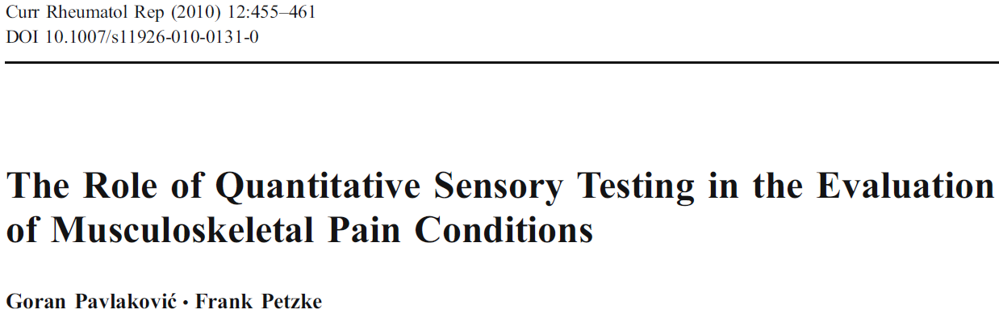 Curr Rheumatol Rep (2010) 12:455–461
DOI 10.1007/s11926-010-0131-0
The Role of Quantitative Sensory Testing in the Evaluation
of Musculoskeletal Pain Conditions
Goran Pavlaković · Frank Petzke